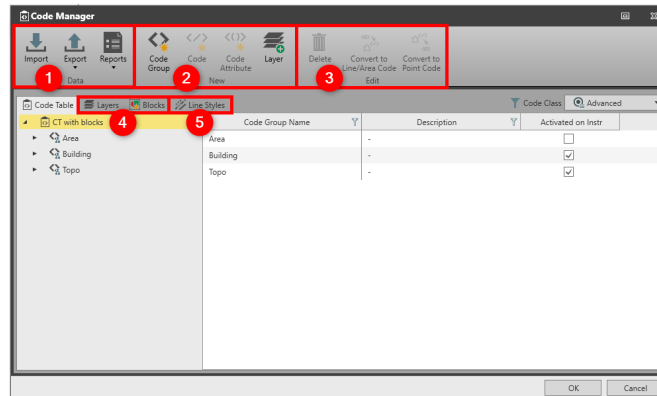 Code Manager
Import Export Reports Code Group Code Code Attribute Layer Delete Convert to Line/Area Code Convert to Point Code
1 Data 2 New 3 Edit
Code Table Layers Blocks Line Styles Code Class Advanced
4 5
CT with blocks Code Group Name Description Activated on Instr
Area Area -
Building Building -
Topo Topo -
OK Cancel